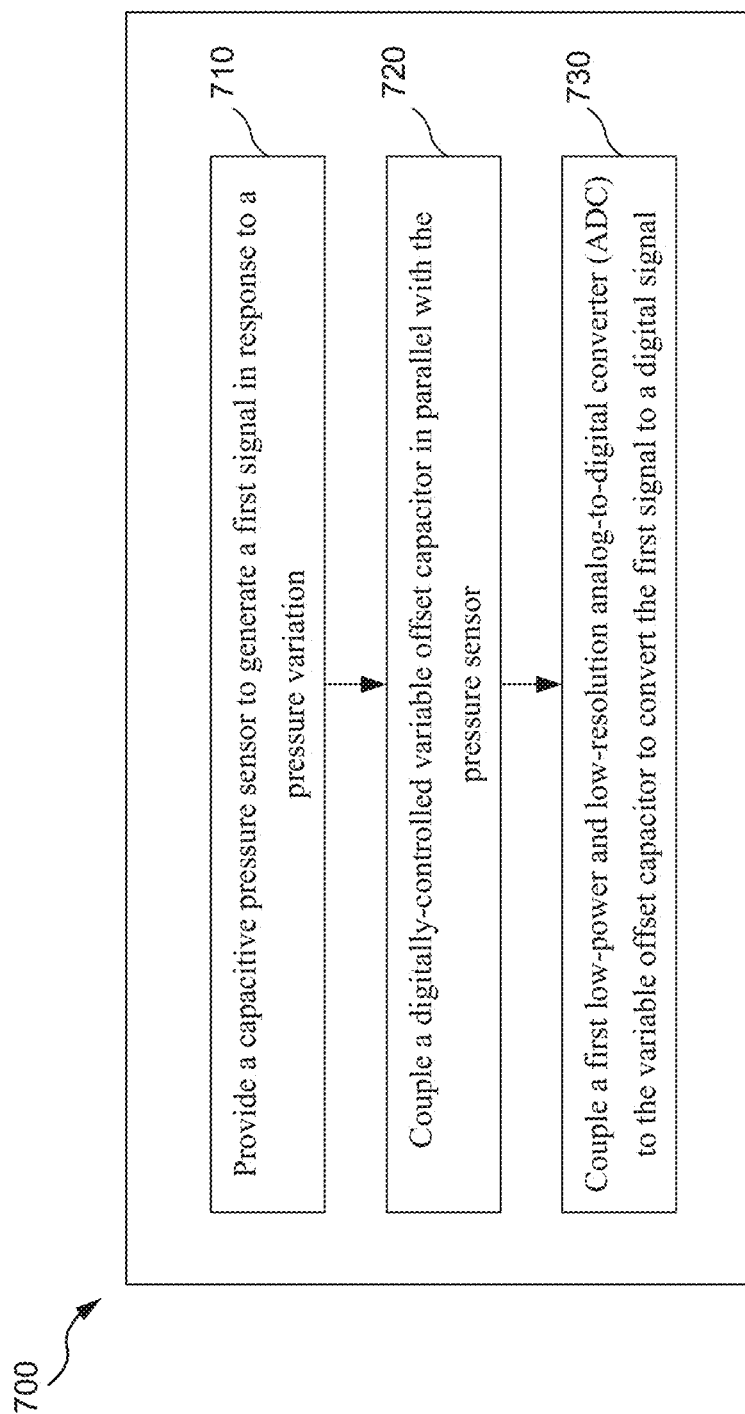 700
710
Provide a capacitive pressure sensor to generate a first signal in response to a
pressure variation
720
Couple a digitally-controlled variable offset capacitor in parallel with the
pressure sensor
730
Couple a first low-power and low-resolution analog-to-digital converter (ADC)
to the variable offset capacitor to convert the first signal to a digital signal